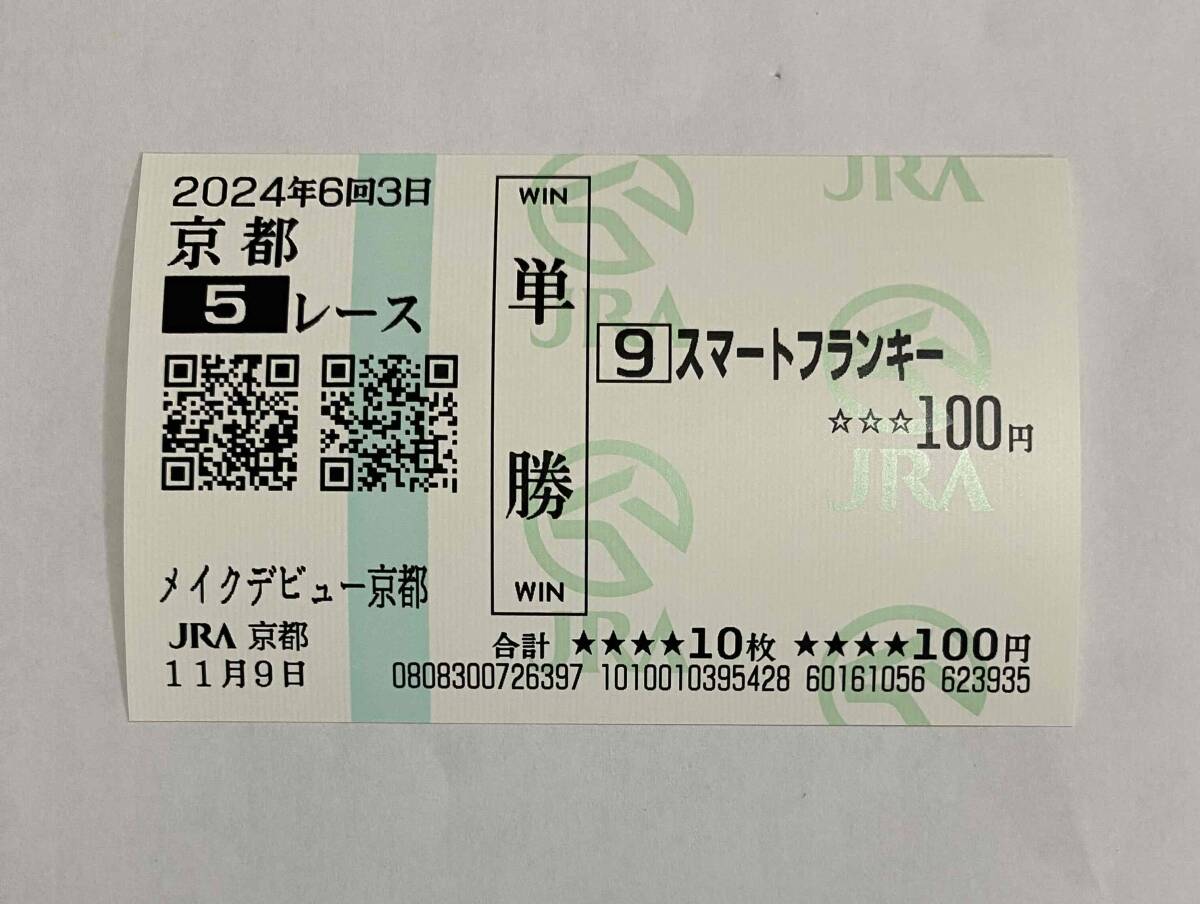 2024年6回3日
京都
5レース
メイクデビュー京都
JRA 京都
11月9日
WIN
単勝
WIN
9スマートフランキー
☆☆☆100円
合計 ★★★★10枚 ★★★★100円
0808300726397 1010010395428 60161056 623935
JRA
JRA
JRA
JRA